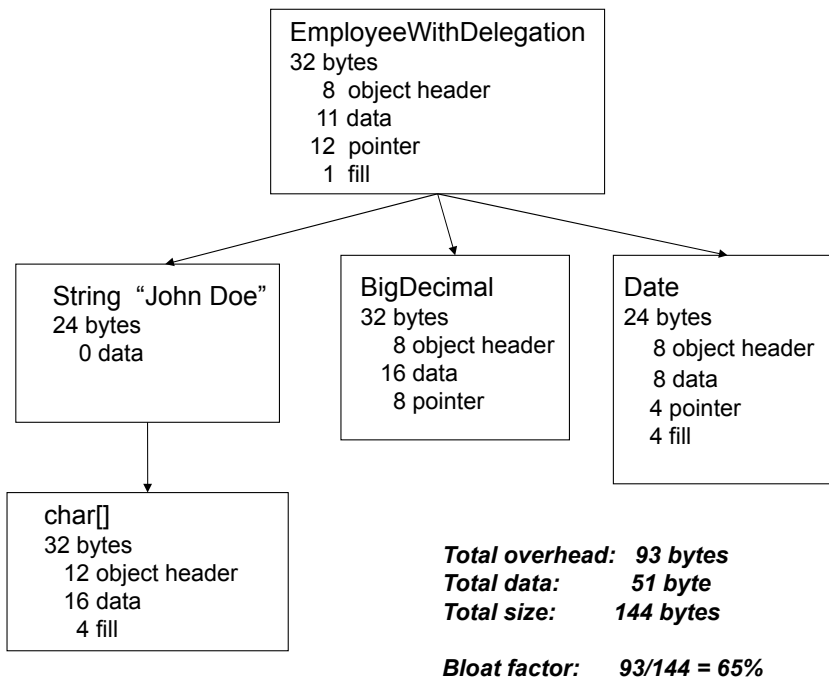 EmployeeWithDelegation
32 bytes
8 object header
11 data
12 pointer
1 fill
String “John Doe”
24 bytes
0 data
BigDecimal
32 bytes
8 object header
16 data
8 pointer
Date
24 bytes
8 object header
8 data
4 pointer
4 fill
char[]
32 bytes
12 object header
16 data
4 fill
Total overhead: 93 bytes
Total data: 51 byte
Total size: 144 bytes
Bloat factor: 93/144 = 65%